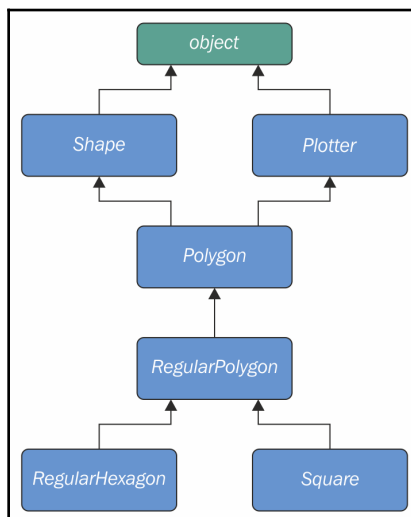 object
Shape
Plotter
Polygon
RegularPolygon
RegularHexagon
Square